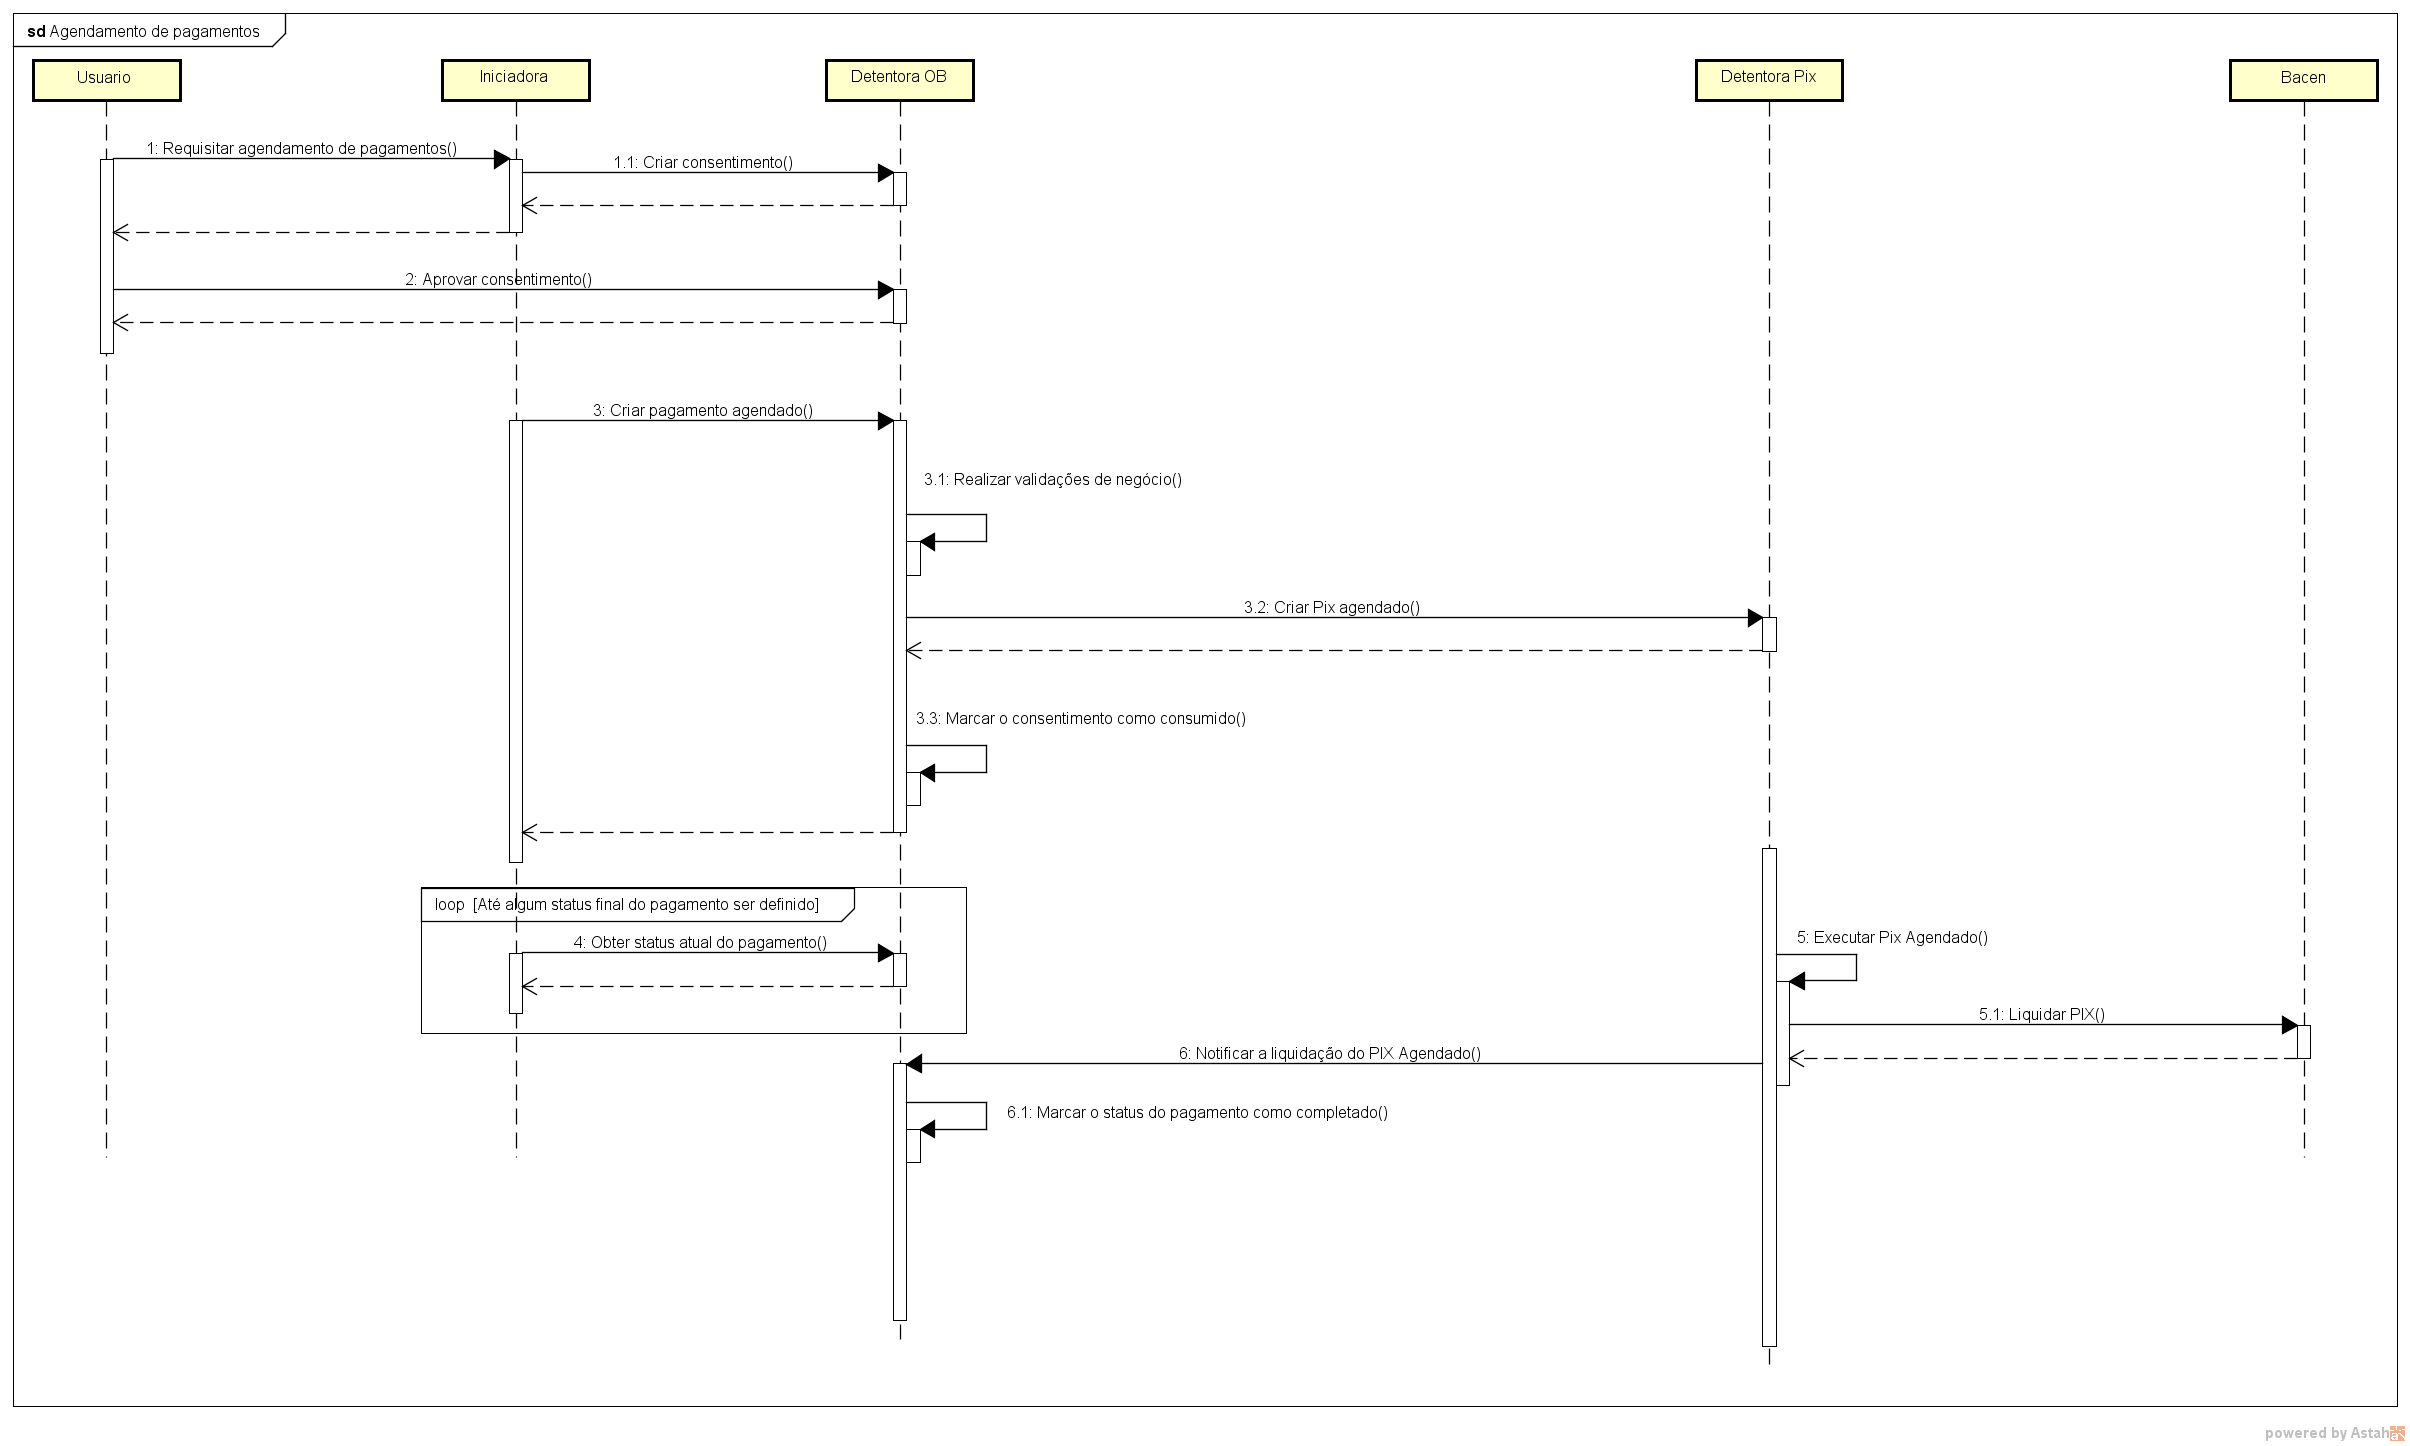 sd Agendamento de pagamentos
Usuario
Iniciadora
Detentora OB
Detentora Pix
Bacen
1: Requisitar agendamento de pagamentos()
1.1: Criar consentimento()
2: Aprovar consentimento()
3: Criar pagamento agendado()
3.1: Realizar validações de negócio()
3.2: Criar Pix agendado()
3.3: Marcar o consentimento como consumido()
loop [Até algum status final do pagamento ser definido]
4: Obter status atual do pagamento()
5: Executar Pix Agendado()
5.1: Liquidar PIX()
6: Notificar a liquidação do PIX Agendado()
6.1: Marcar o status do pagamento como completado()
powered by Astah